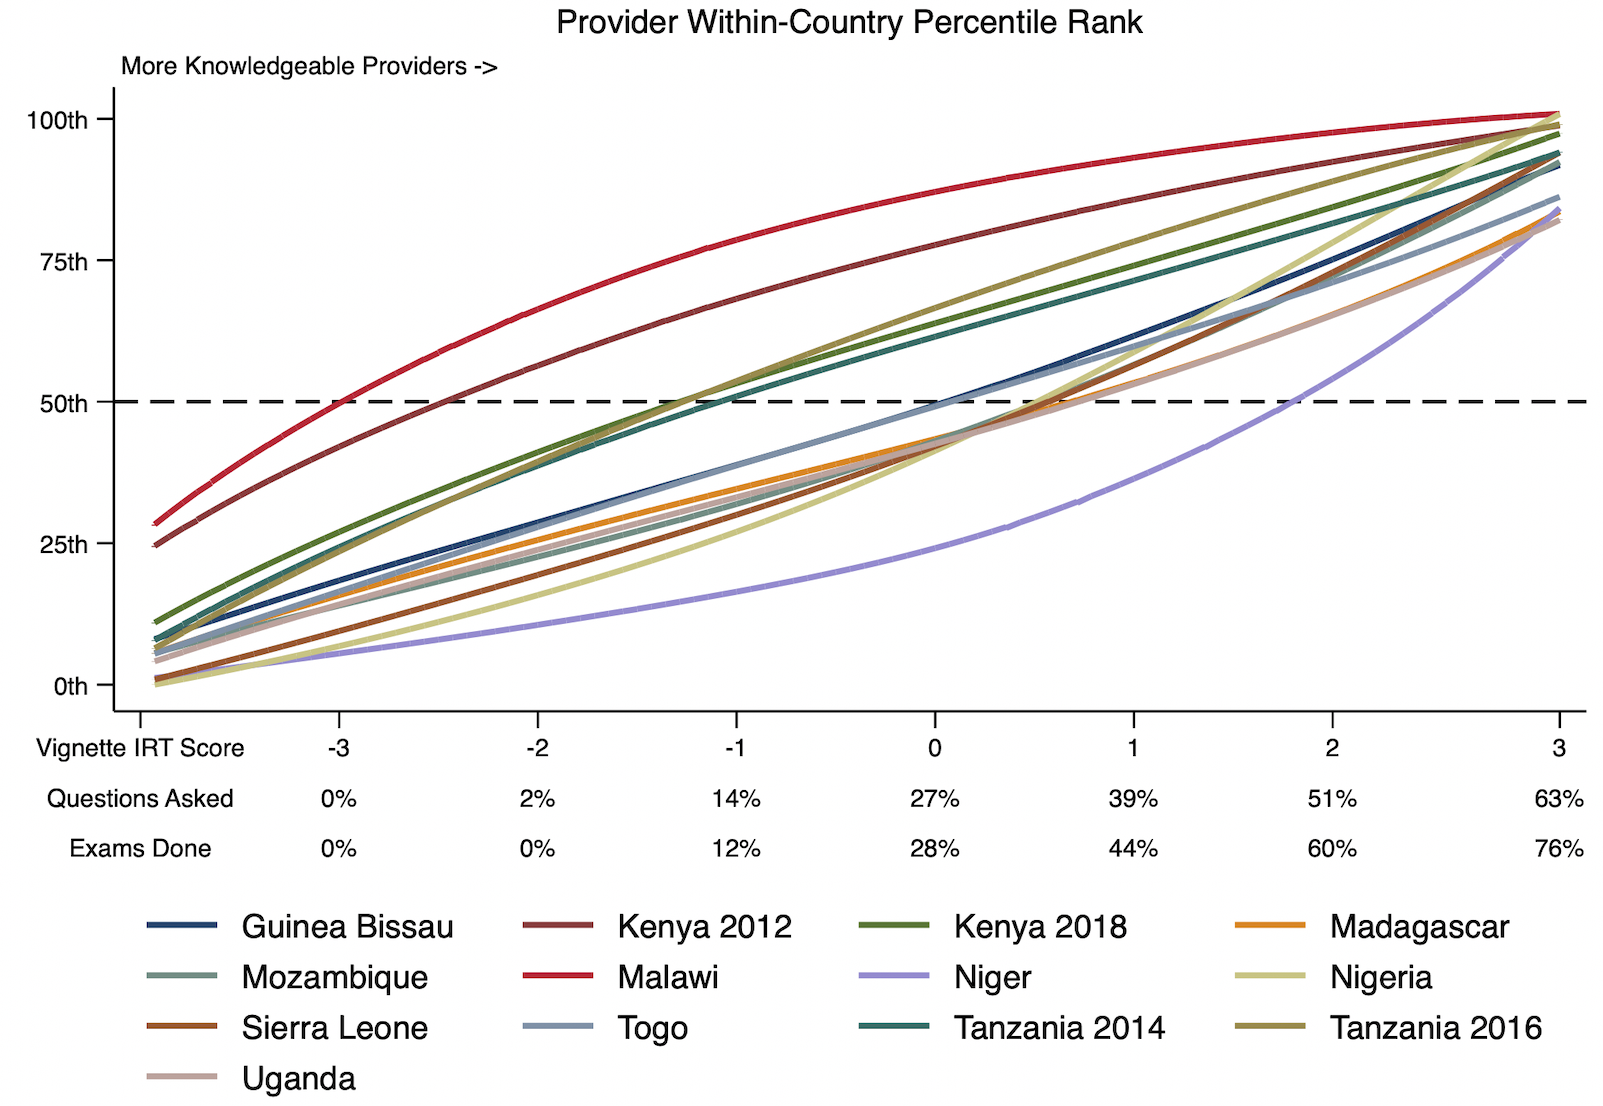 Provider Within-Country Percentile Rank
More Knowledgeable Providers ->
100th
75th
50th
25th
0th
Vignette IRT Score -3 -2 -1 0 1 2 3
Questions Asked 0% 2% 14% 27% 39% 51% 63%
Exams Done 0% 0% 12% 28% 44% 60% 76%
Guinea Bissau Kenya 2012 Kenya 2018 Madagascar
Mozambique Malawi Niger Nigeria
Sierra Leone Togo Tanzania 2014 Tanzania 2016
Uganda